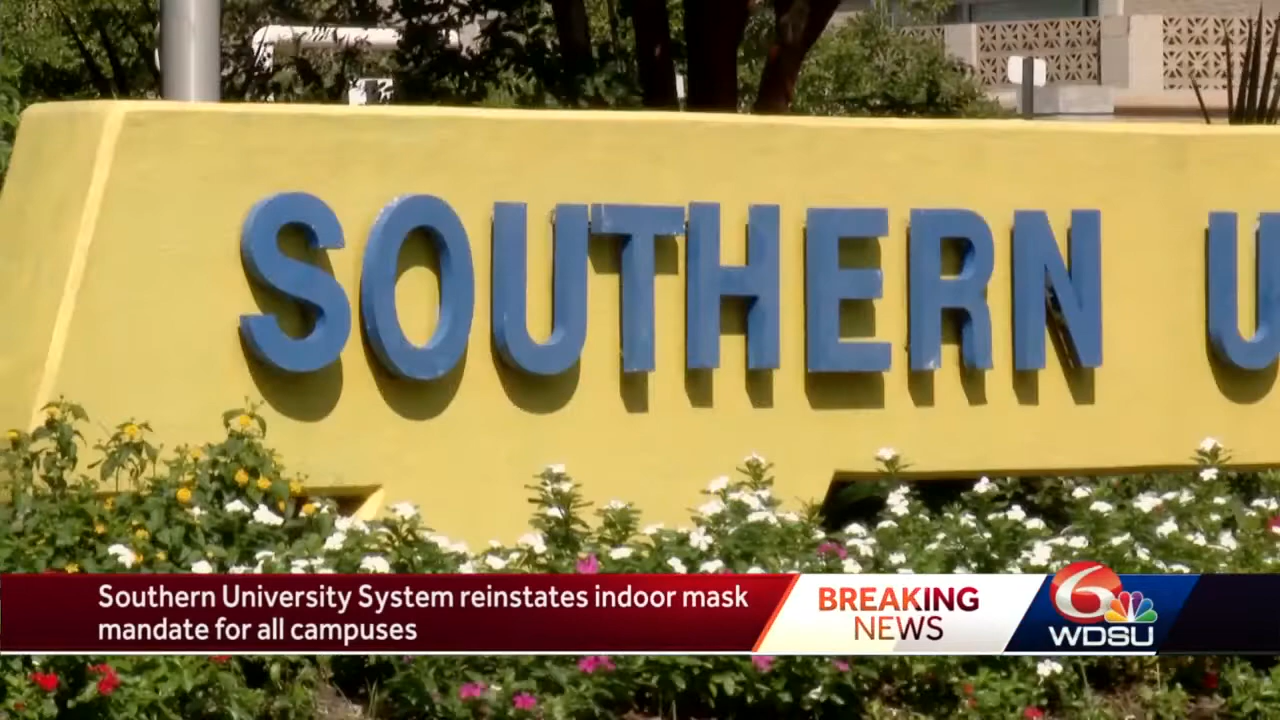 SOUTHERN U
Southern University System reinstates indoor mask
mandate for all campuses
BREAKING
NEWS
6
WDSU